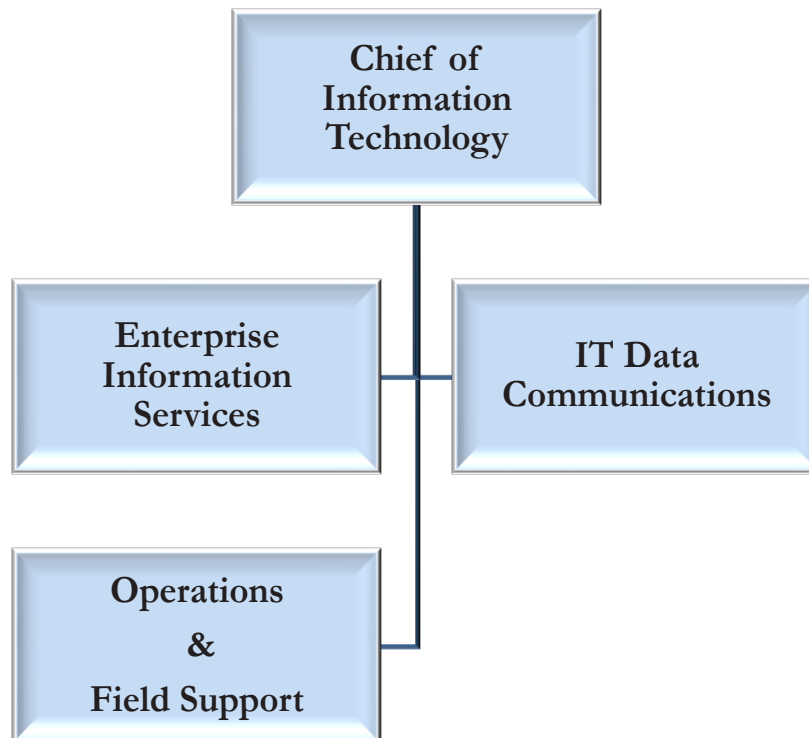 Chief of
Information
Technology
Enterprise
Information
Services
IT Data
Communications
Operations
&
Field Support